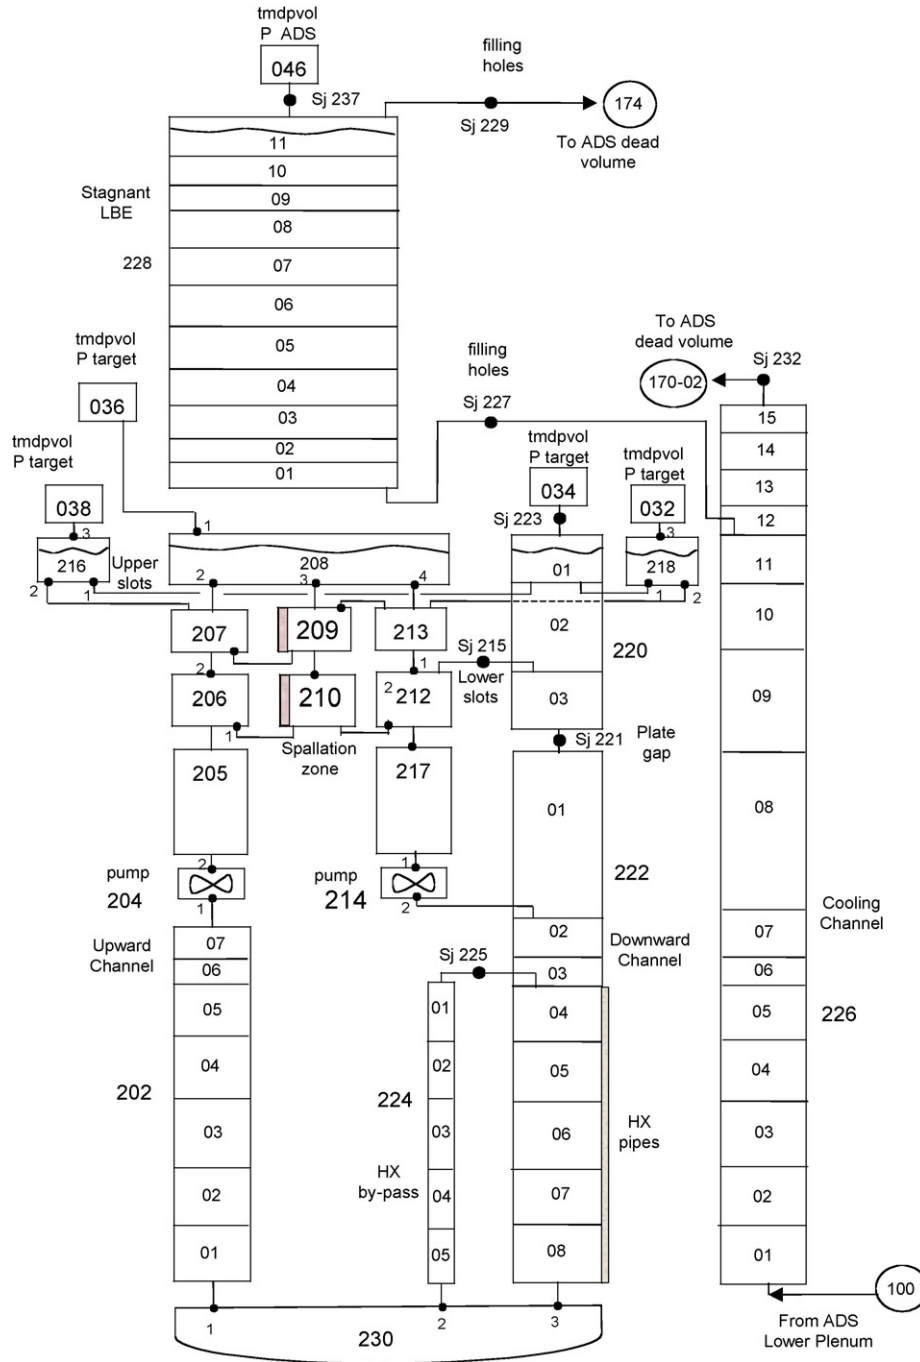 tmdpvol
P ADS
046
Sj 237
filling
holes
Sj 229
174
To ADS dead
volume
11
10
09
08
07
06
05
04
03
02
01
Stagnant
LBE
228
tmdpvol
P target
036
filling
holes
Sj 227
To ADS
dead volume
Sj 232
170-02
15
14
13
12
11
10
09
08
07
06
05
04
03
02
01
Cooling
Channel
226
100
From ADS
Lower Plenum
tmdpvol
P target
038
3
216
2
1
Upper
slots
1
208
2
3
4
tmdpvol
P target
034
Sj 223
tmdpvol
P target
032
3
218
1
2
01
02
03
220
207
209
213
Sj 215
Lower
slots
2
206
1
210
Spallation
zone
1
2
212
Sj 221
Plate
gap
205
217
pump
204
2
1
pump
214
1
2
01
222
02
03
04
05
06
07
08
Downward
Channel
HX
pipes
Upward
Channel
202
07
06
05
04
03
02
01
Sj 225
224
HX
by-pass
01
02
03
04
05
1
2
3
230